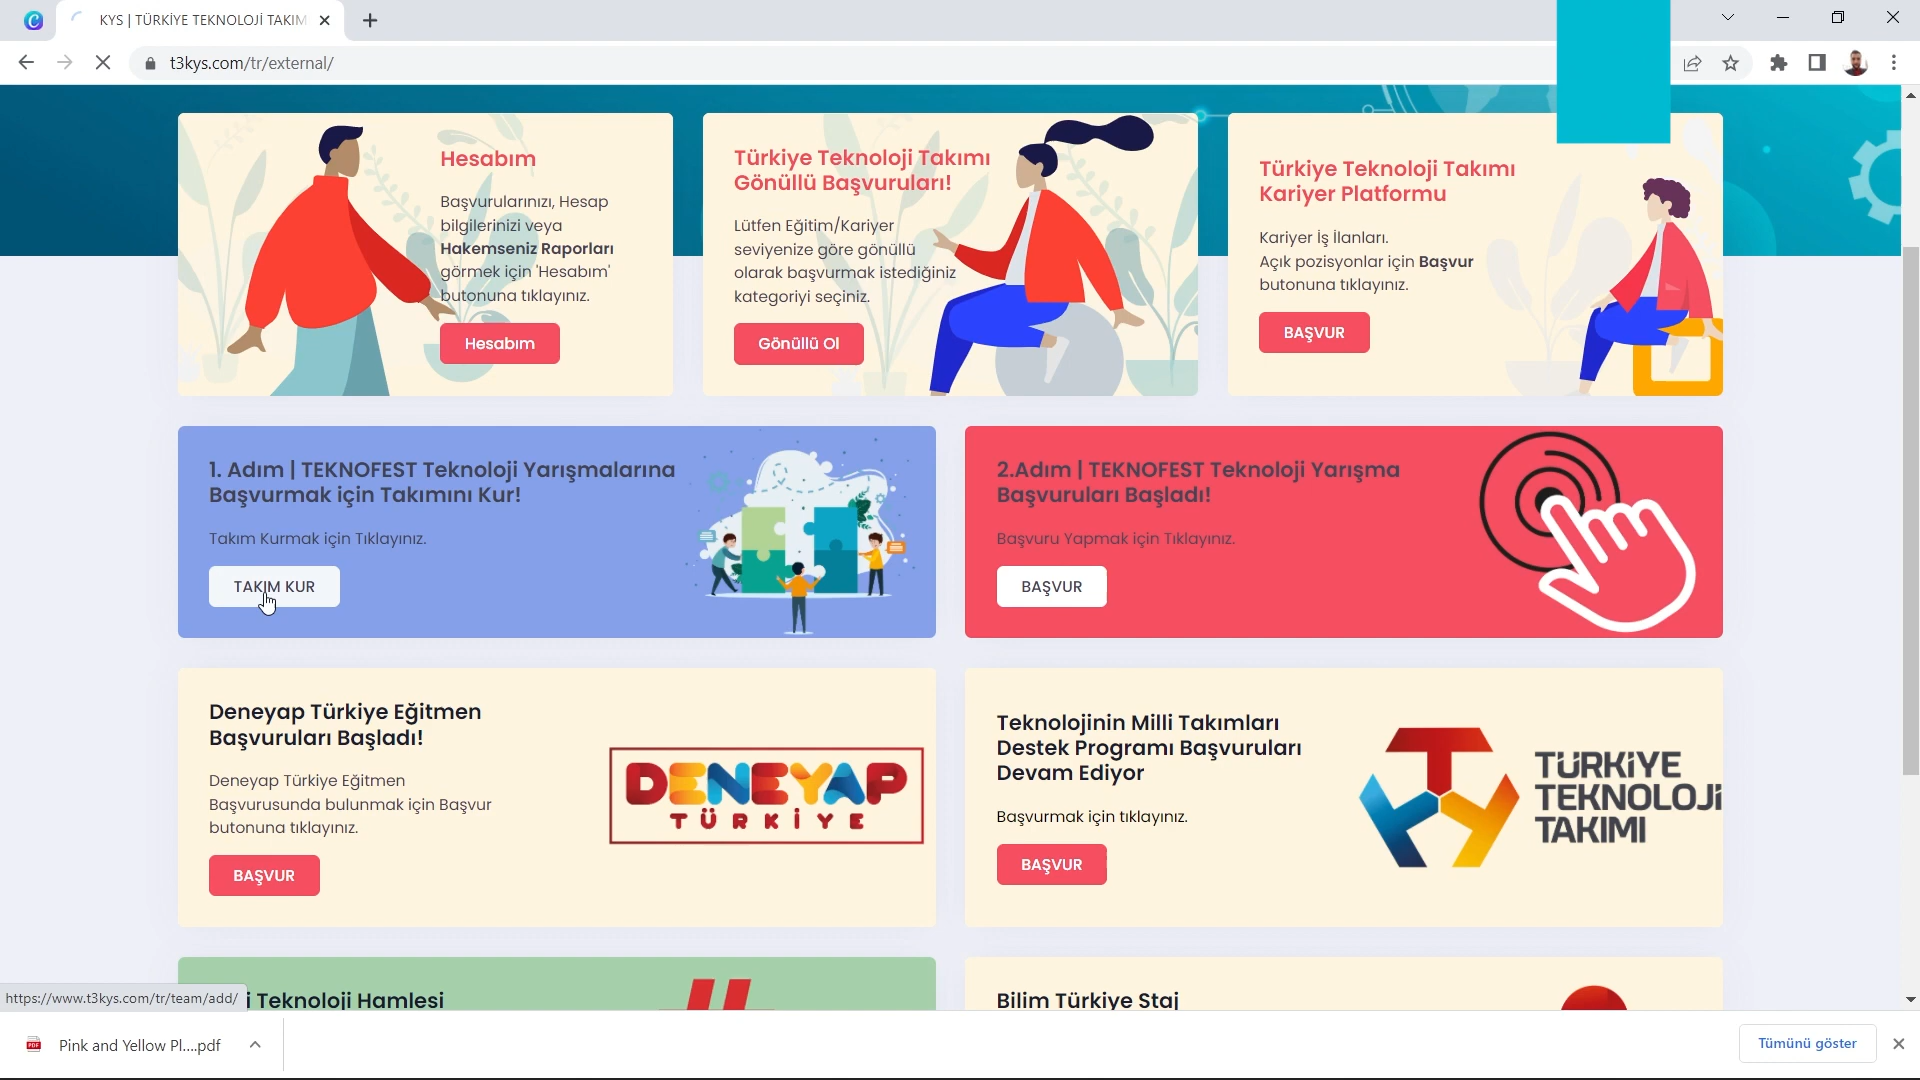 KYS | TÜRKİYE TEKNOLOJİ TAKIM
t3kys.com/tr/external/
Hesabım
Başvurularınızı, Hesap
bilgilerinizi veya
Hakemseniz Raporları
görmek için 'Hesabım'
butonuna tıklayınız.
Hesabım
Türkiye Teknoloji Takımı
Gönüllü Başvuruları!
Lütfen Eğitim/Kariyer
seviyenize göre gönüllü
olarak başvurmak istediğiniz
kategoriyi seçiniz.
Gönüllü Ol
Türkiye Teknoloji Takımı
Kariyer Platformu
Kariyer İş İlanları.
Açık pozisyonlar için Başvur
butonuna tıklayınız.
BAŞVUR
1. Adım | TEKNOFEST Teknoloji Yarışmalarına
Başvurmak için Takımını Kur!
Takım Kurmak için Tıklayınız.
TAKIM KUR
2.Adım | TEKNOFEST Teknoloji Yarışma
Başvuruları Başladı!
Başvuru Yapmak için Tıklayınız.
BAŞVUR
Deneyap Türkiye Eğitmen
Başvuruları Başladı!
Deneyap Türkiye Eğitmen
Başvurusunda bulunmak için Başvur
butonuna tıklayınız.
BAŞVUR
DENEYAP
TÜRKİYE
Teknolojinin Milli Takımları
Destek Programı Başvuruları
Devam Ediyor
Başvurmak için tıklayınız.
BAŞVUR
TÜRKİYE
TEKNOLOJİ
TAKIMI
i Teknoloji Hamlesi
Bilim Türkiye Staj
https://www.t3kys.com/tr/team/add/
Pink and Yellow Pl....pdf
Tümünü göster